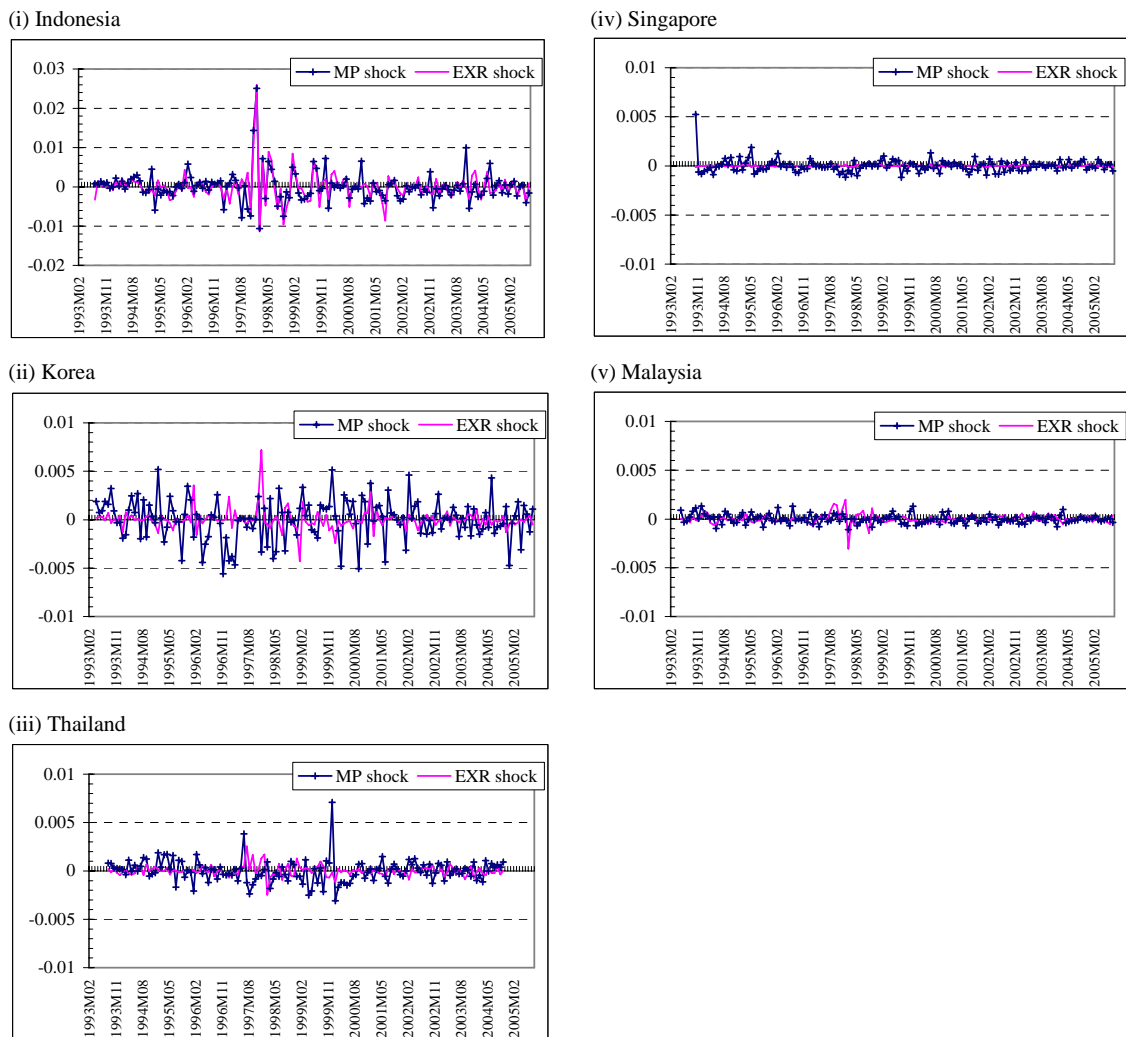 (i) Indonesia
MP shock
EXR shock
0.03
0.02
0.01
0
-0.01
-0.02
1993M02
1993M11
1994M08
1995M05
1996M02
1996M11
1997M08
1998M05
1999M02
1999M11
2000M08
2001M05
2002M02
2002M11
2003M08
2004M05
2005M02
(iv) Singapore
MP shock
EXR shock
0.01
0.005
0
-0.005
-0.01
1993M02
1993M11
1994M08
1995M05
1996M02
1996M11
1997M08
1998M05
1999M02
1999M11
2000M08
2001M05
2002M02
2002M11
2003M08
2004M05
2005M02
(ii) Korea
MP shock
EXR shock
0.01
0.005
0
-0.005
-0.01
1993M02
1993M11
1994M08
1995M05
1996M02
1996M11
1997M08
1998M05
1999M02
1999M11
2000M08
2001M05
2002M02
2002M11
2003M08
2004M05
2005M02
(v) Malaysia
MP shock
EXR shock
0.01
0.005
0
-0.005
-0.01
1993M02
1993M11
1994M08
1995M05
1996M02
1996M11
1997M08
1998M05
1999M02
1999M11
2000M08
2001M05
2002M02
2002M11
2003M08
2004M05
2005M02
(iii) Thailand
MP shock
EXR shock
0.01
0.005
0
-0.005
-0.01
1993M02
1993M11
1994M08
1995M05
1996M02
1996M11
1997M08
1998M05
1999M02
1999M11
2000M08
2001M05
2002M02
2002M11
2003M08
2004M05
2005M02